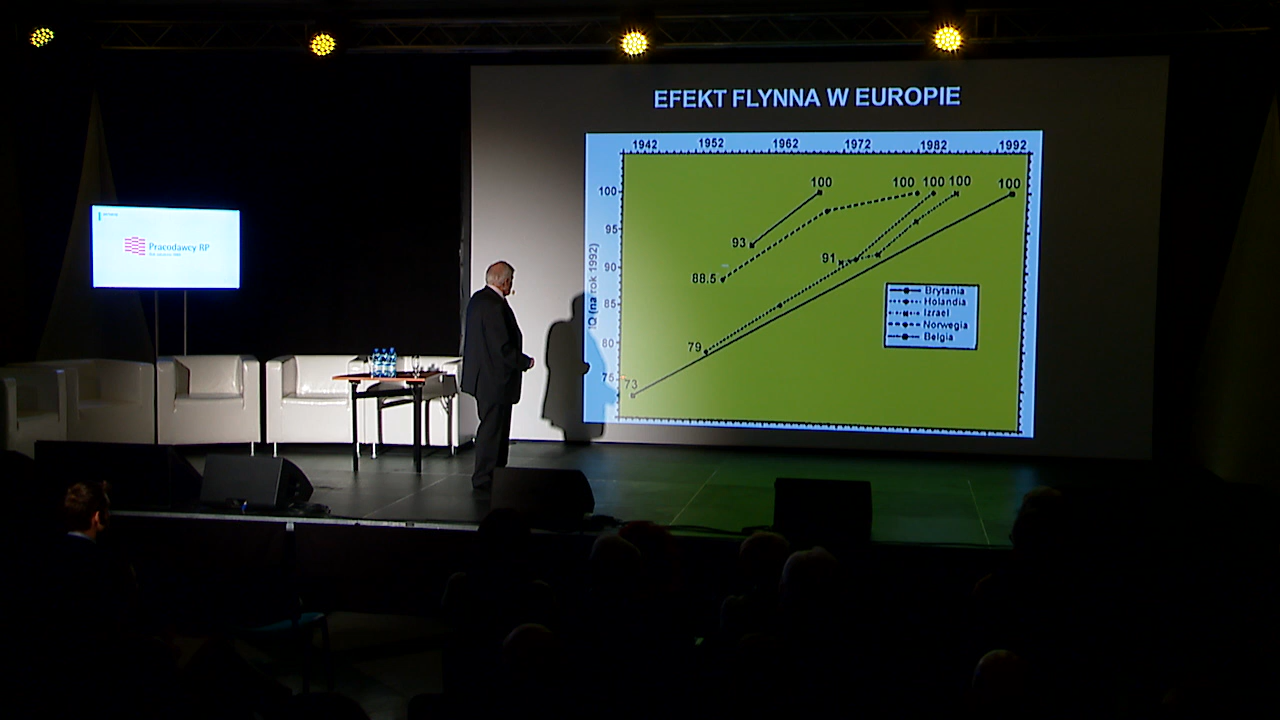 EFEKT FLYNNA W EUROPIE
1942 1952 1962 1972 1982 1992
100
95
90
85
80
75
IQ (na rok 1992)
100 100 100 100 100
93
91
88.5
79
73
Brytania
Holandia
Izrael
Norwegia
Belgia
Pracodawcy RP